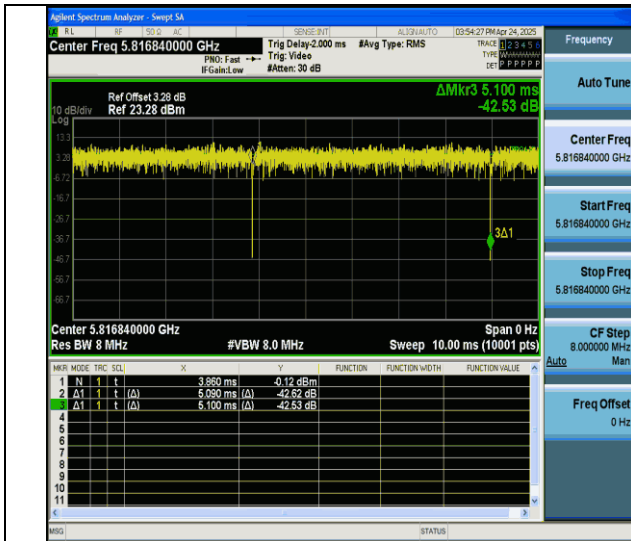 Agilent Spectrum Analyzer - Swept SA
RL RF 50 Ω AC SENSE:INT ALIGNAUTO 03:54:27 PM Apr 24, 2025
Center Freq 5.816840000 GHz
PNO: Fast
IFGain:Low
Trig Delay-2.000 ms
Trig: Video
#Atten: 30 dB
#Avg Type: RMS
TRACE 1 2 3 4 5 6
TYPE
DET P P P P P P
Frequency
Auto Tune
Center Freq
5.816840000 GHz
Start Freq
5.816840000 GHz
Stop Freq
5.816840000 GHz
CF Step
8.000000 MHz
Auto Man
Freq Offset
0 Hz
Ref Offset 3.28 dB
10 dB/div Ref 23.28 dBm
Log
ΔMkr3 5.100 ms
-42.53 dB
13.3
3.28
-6.72
-16.7
-26.7
-36.7
-46.7
-56.7
-66.7
3Δ1
Center 5.816840000 GHz Span 0 Hz
Res BW 8 MHz #VBW 8.0 MHz Sweep 10.00 ms (10001 pts)
MKR MODE TRC SCL X Y FUNCTION FUNCTION WIDTH FUNCTION VALUE
1 N 1 t 3.860 ms -0.12 dBm
2 Δ1 1 t (Δ) 5.090 ms (Δ) -42.62 dB
3 Δ1 1 t (Δ) 5.100 ms (Δ) -42.53 dB
4
5
6
7
8
9
10
11
MSG STATUS